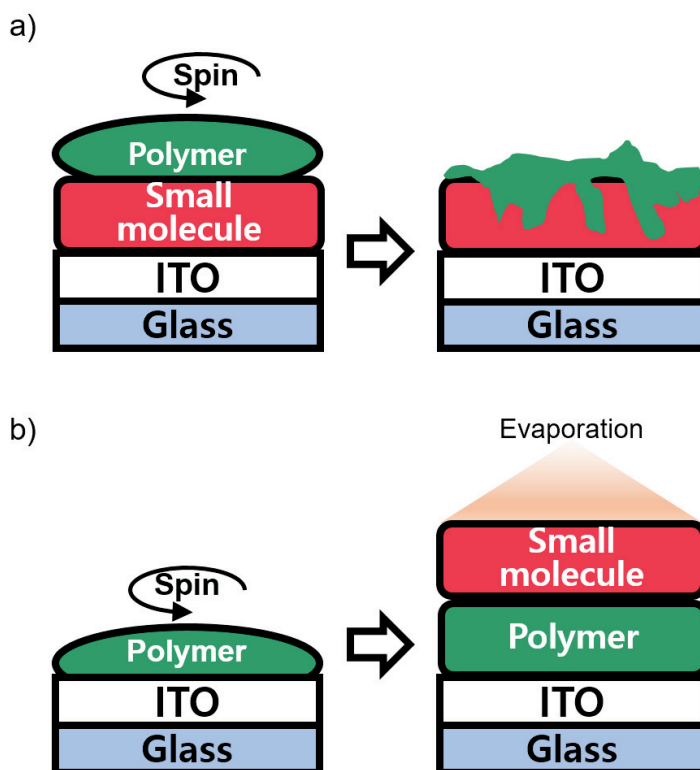 a)
Spin
Polymer
Small
molecule
ITO
Glass
ITO
Glass
b)
Evaporation
Spin
Polymer
ITO
Glass
Small
molecule
Polymer
ITO
Glass